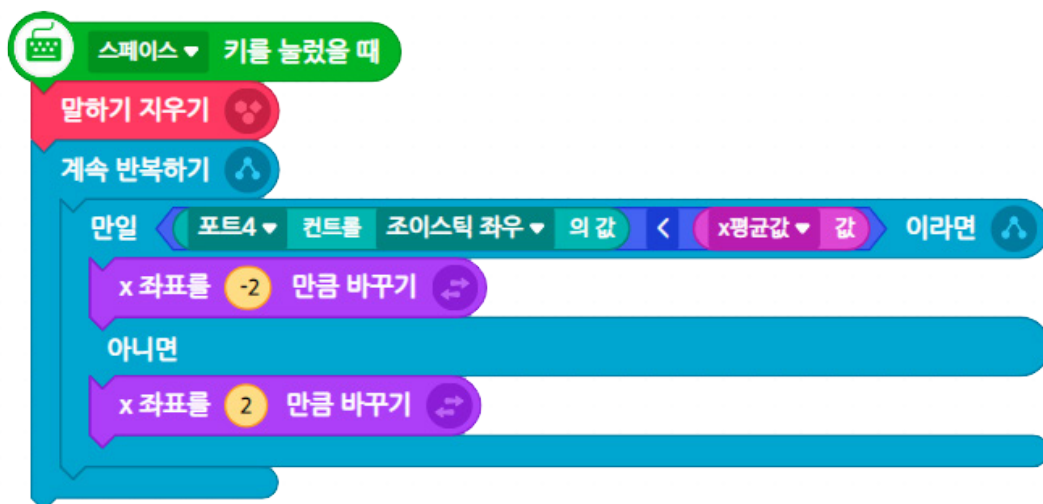 스페이스 키를 눌렀을 때
말하기 지우기
계속 반복하기
만일 포트4 컨트롤 조이스틱 좌우 의 값 < x평균값 값 이라면
x 좌표를 -2 만큼 바꾸기
아니면
x 좌표를 2 만큼 바꾸기